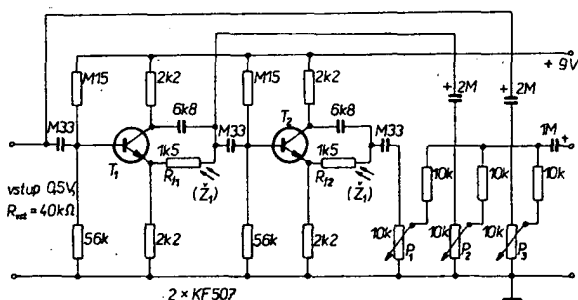 M15
2k2
M15
2k2
+ 9V
6k8
6k8
+ 2M
+ 2M
M33
M33
T2
M33
1M
+
T1
1k5
1k5
10k
10k
10k
vstup 0,5V,
Rvst = 40kΩ
Rf1
(Ž1)
Rf2
(Ž1)
56k
2k2
56k
2k2
10k
P1
10k
P2
10k
P3
2 × KF507